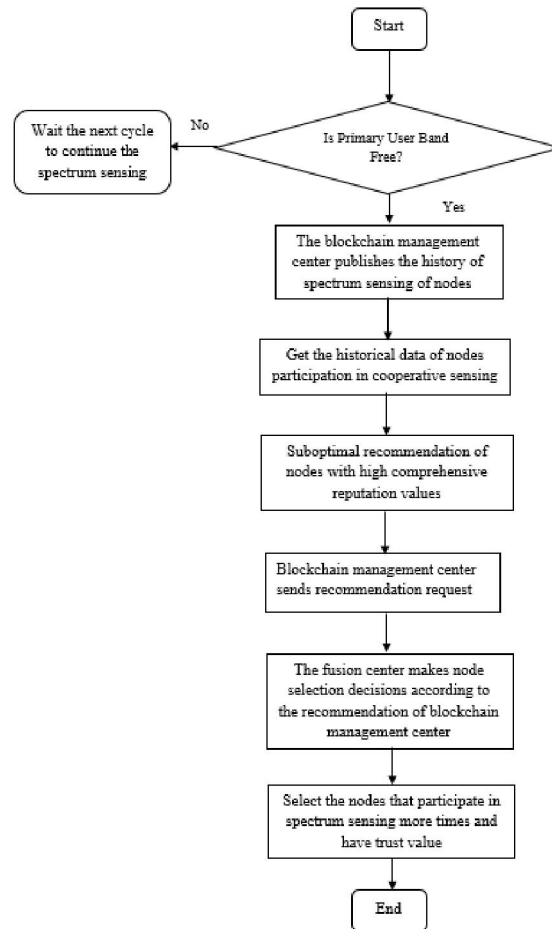 Start
Is Primary User Band
Free?
No
Wait the next cycle
to continue the
spectrum sensing
Yes
The blockchain management
center publishes the history of
spectrum sensing of nodes
Get the historical data of nodes
participation in cooperative sensing
Suboptimal recommendation of
nodes with high comprehensive
reputation values
Blockchain management center
sends recommendation request
The fusion center makes node
selection decisions according to
the recommendation of blockchain
management center
Select the nodes that participate in
spectrum sensing more times and
have trust value
End